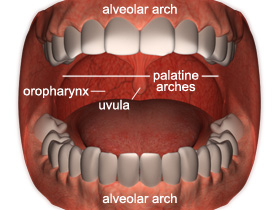 alveolar arch
palatine
arches
oropharynx
uvula
alveolar arch